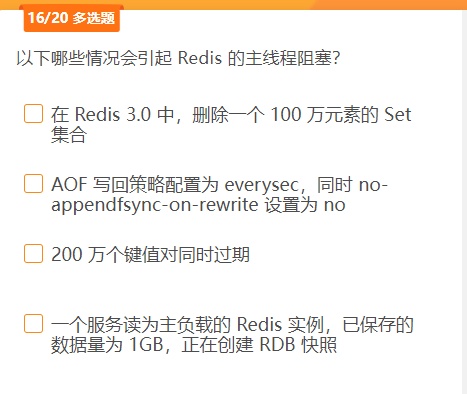 16/20 多选题
以下哪些情况会引起 Redis 的主线程阻塞？
在 Redis 3.0 中，删除一个 100 万元素的 Set
集合
AOF 写回策略配置为 everysec，同时 no-
appendfsync-on-rewrite 设置为 no
200 万个键值对同时过期
一个服务读为主负载的 Redis 实例，已保存的
数据量为 1GB，正在创建 RDB 快照